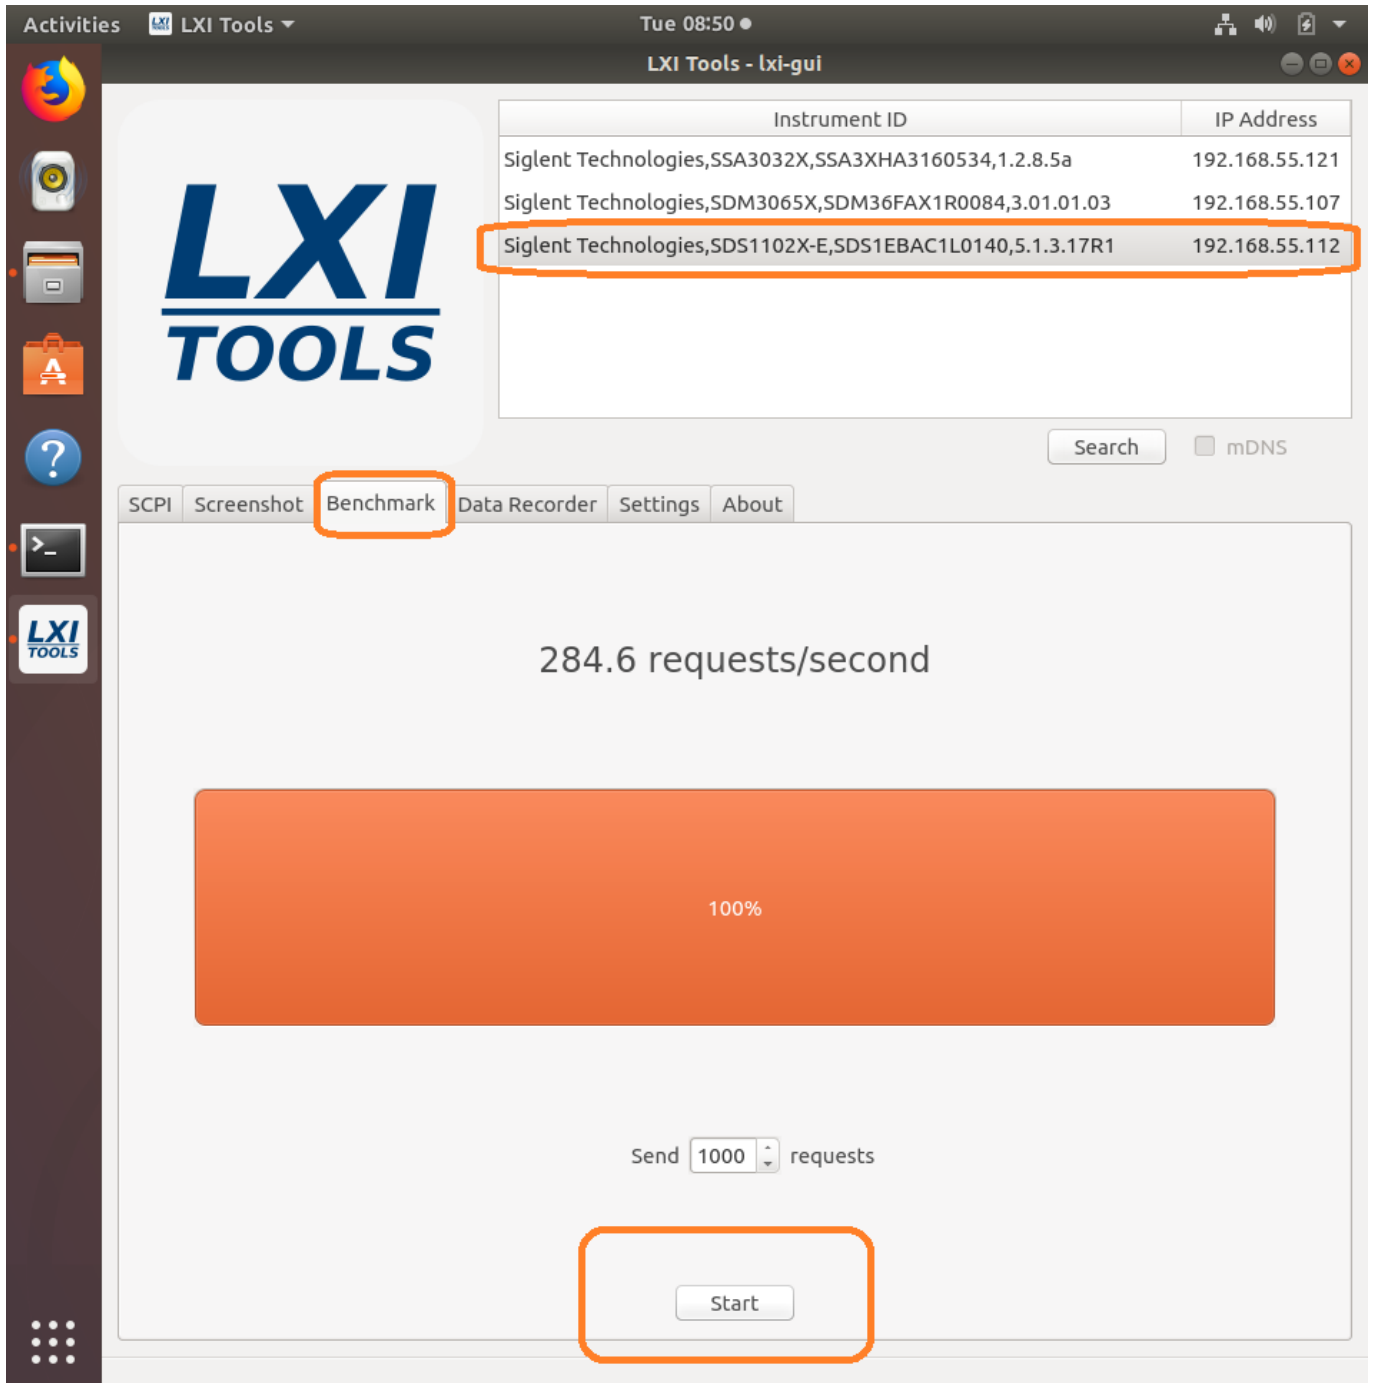 Activities LXI TOOLS LXI Tools Tue 08:50
LXI Tools - lxi-gui
Instrument ID IP Address
Siglent Technologies,SSA3032X,SSA3XHA3160534,1.2.8.5a 192.168.55.121
Siglent Technologies,SDM3065X,SDM36FAX1R0084,3.01.01.03 192.168.55.107
Siglent Technologies,SDS1102X-E,SDS1EBAC1L0140,5.1.3.17R1 192.168.55.112
LXI
TOOLS
Search mDNS
SCPI Screenshot Benchmark Data Recorder Settings About
LXI
TOOLS
284.6 requests/second
100%
Send 1000 requests
Start